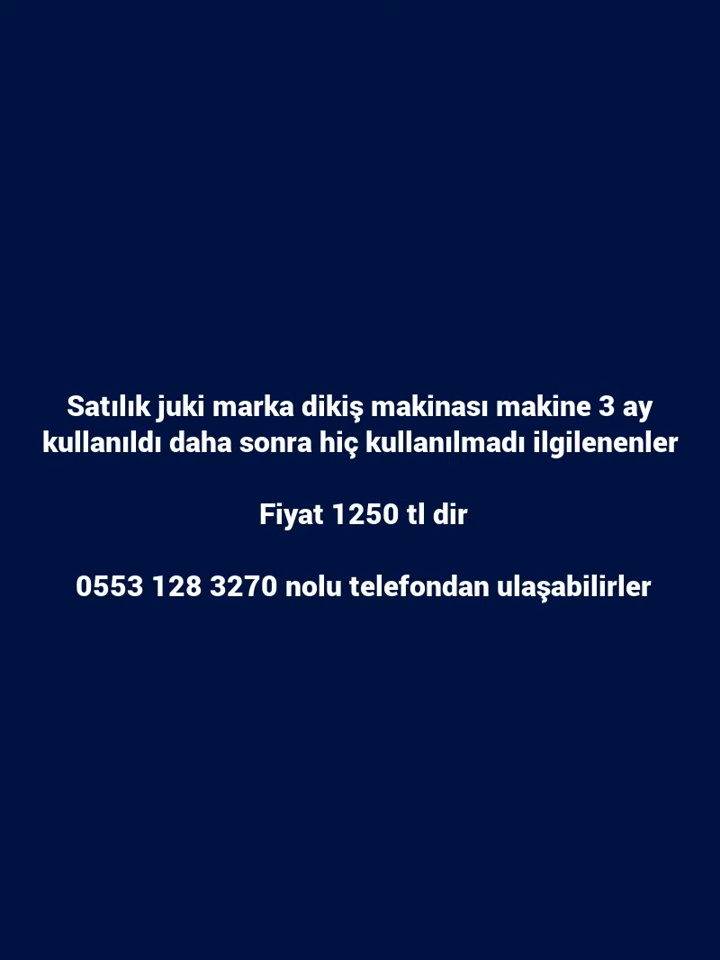 Satılık juki marka dikiş makinası makine 3 ay
kullanıldı daha sonra hiç kullanılmadı ilgilenenler
Fiyat 1250 tl dir
0553 128 3270 nolu telefondan ulaşabilirler